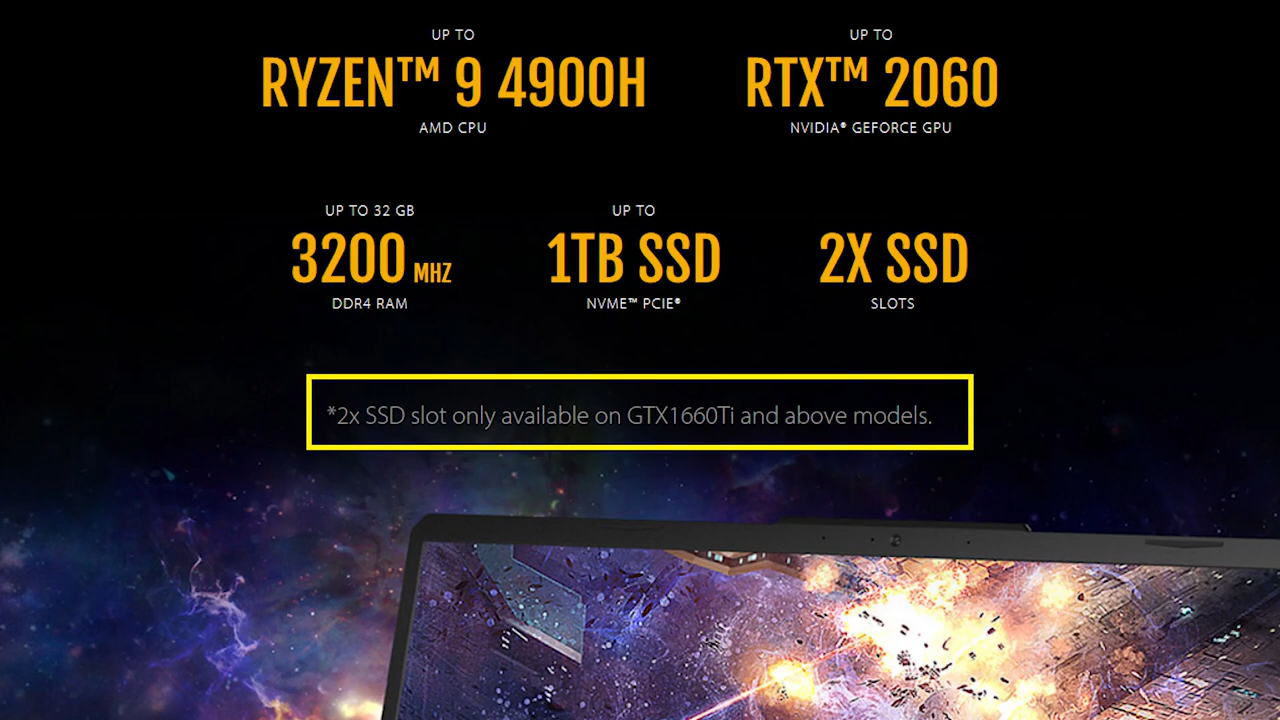 UP TO
RYZEN™ 9 4900H
AMD CPU
UP TO
RTX™ 2060
NVIDIA® GEFORCE GPU
UP TO 32 GB
3200 MHZ
DDR4 RAM
UP TO
1TB SSD
NVME™ PCIE®
2X SSD
SLOTS
*2x SSD slot only available on GTX1660Ti and above models.